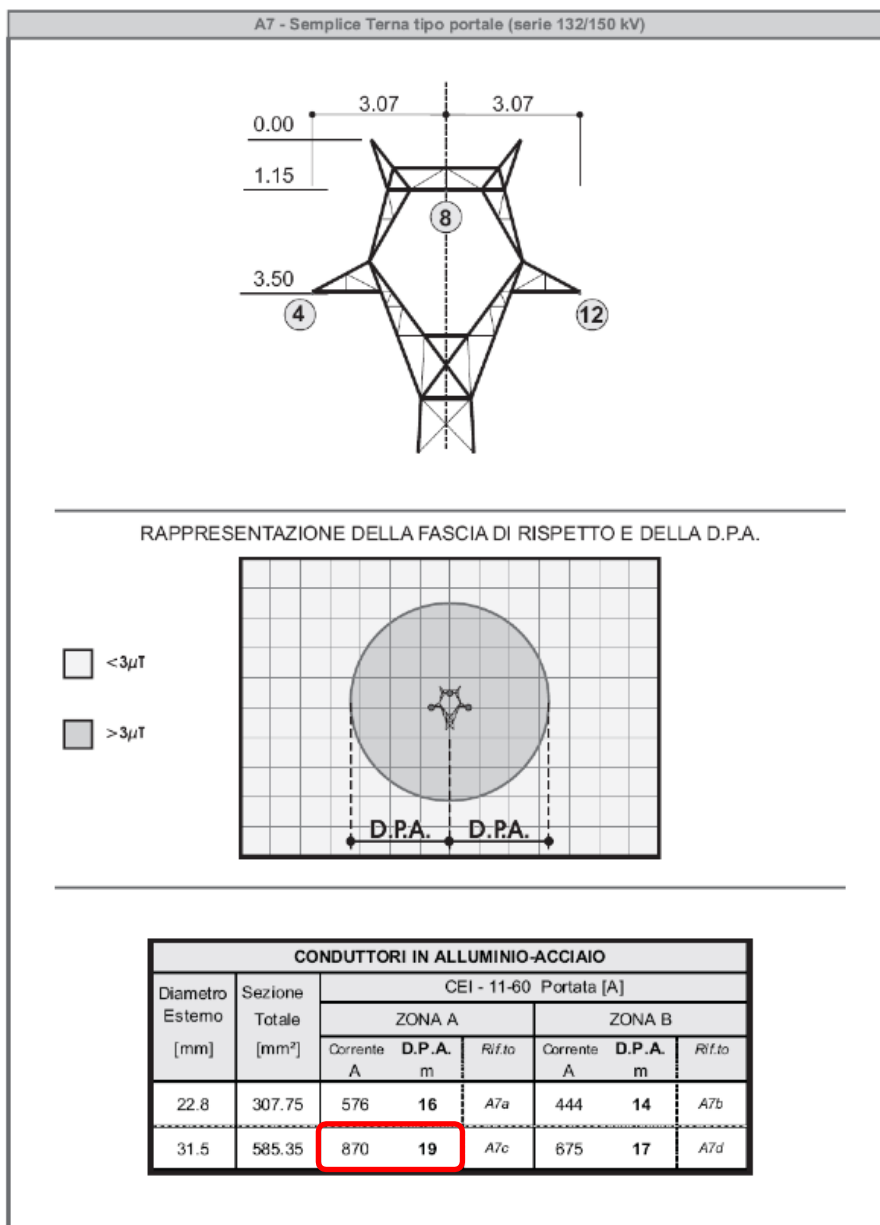 A7 - Semplice Terna tipo portale (serie 132/150 kV)
3.07 3.07
0.00
1.15
8
3.50
4 12
RAPPRESENTAZIONE DELLA FASCIA DI RISPETTO E DELLA D.P.A.
<3µT
>3µT
D.P.A. D.P.A.
CONDUTTORI IN ALLUMINIO-ACCIAIO
Diametro Esterno [mm] Sezione Totale [mm²] CEI - 11-60 Portata [A]
ZONA A ZONA B
Corrente A D.P.A. m Rif.to Corrente A D.P.A. m Rif.to
22.8 307.75 576 16 A7a 444 14 A7b
31.5 585.35 870 19 A7c 675 17 A7d